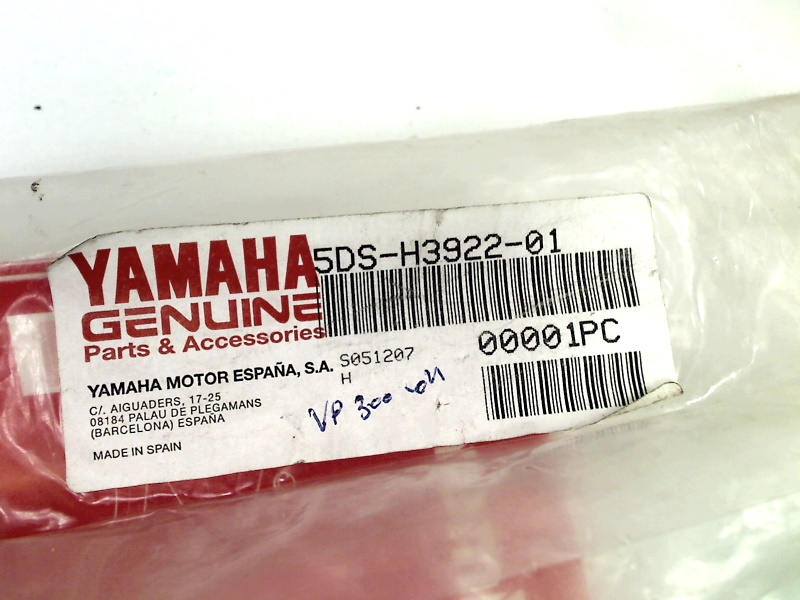 YAMAHA
GENUINE
Parts & Accessories
5DS-H3922-01
00001PC
YAMAHA MOTOR ESPAÑA, S.A.
S051207
H
C/. AIGUADERS, 17-25
08184 PALAU DE PLEGAMANS
(BARCELONA) ESPAÑA
MADE IN SPAIN
VP 300